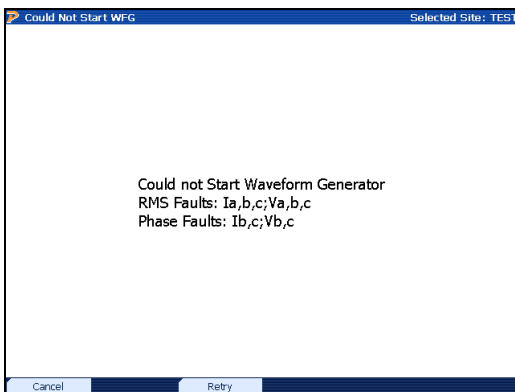 Could Not Start WFG
Selected Site: TEST
Could not Start Waveform Generator
RMS Faults: Ia,b,c;Va,b,c
Phase Faults: Ib,c;Vb,c
Cancel
Retry